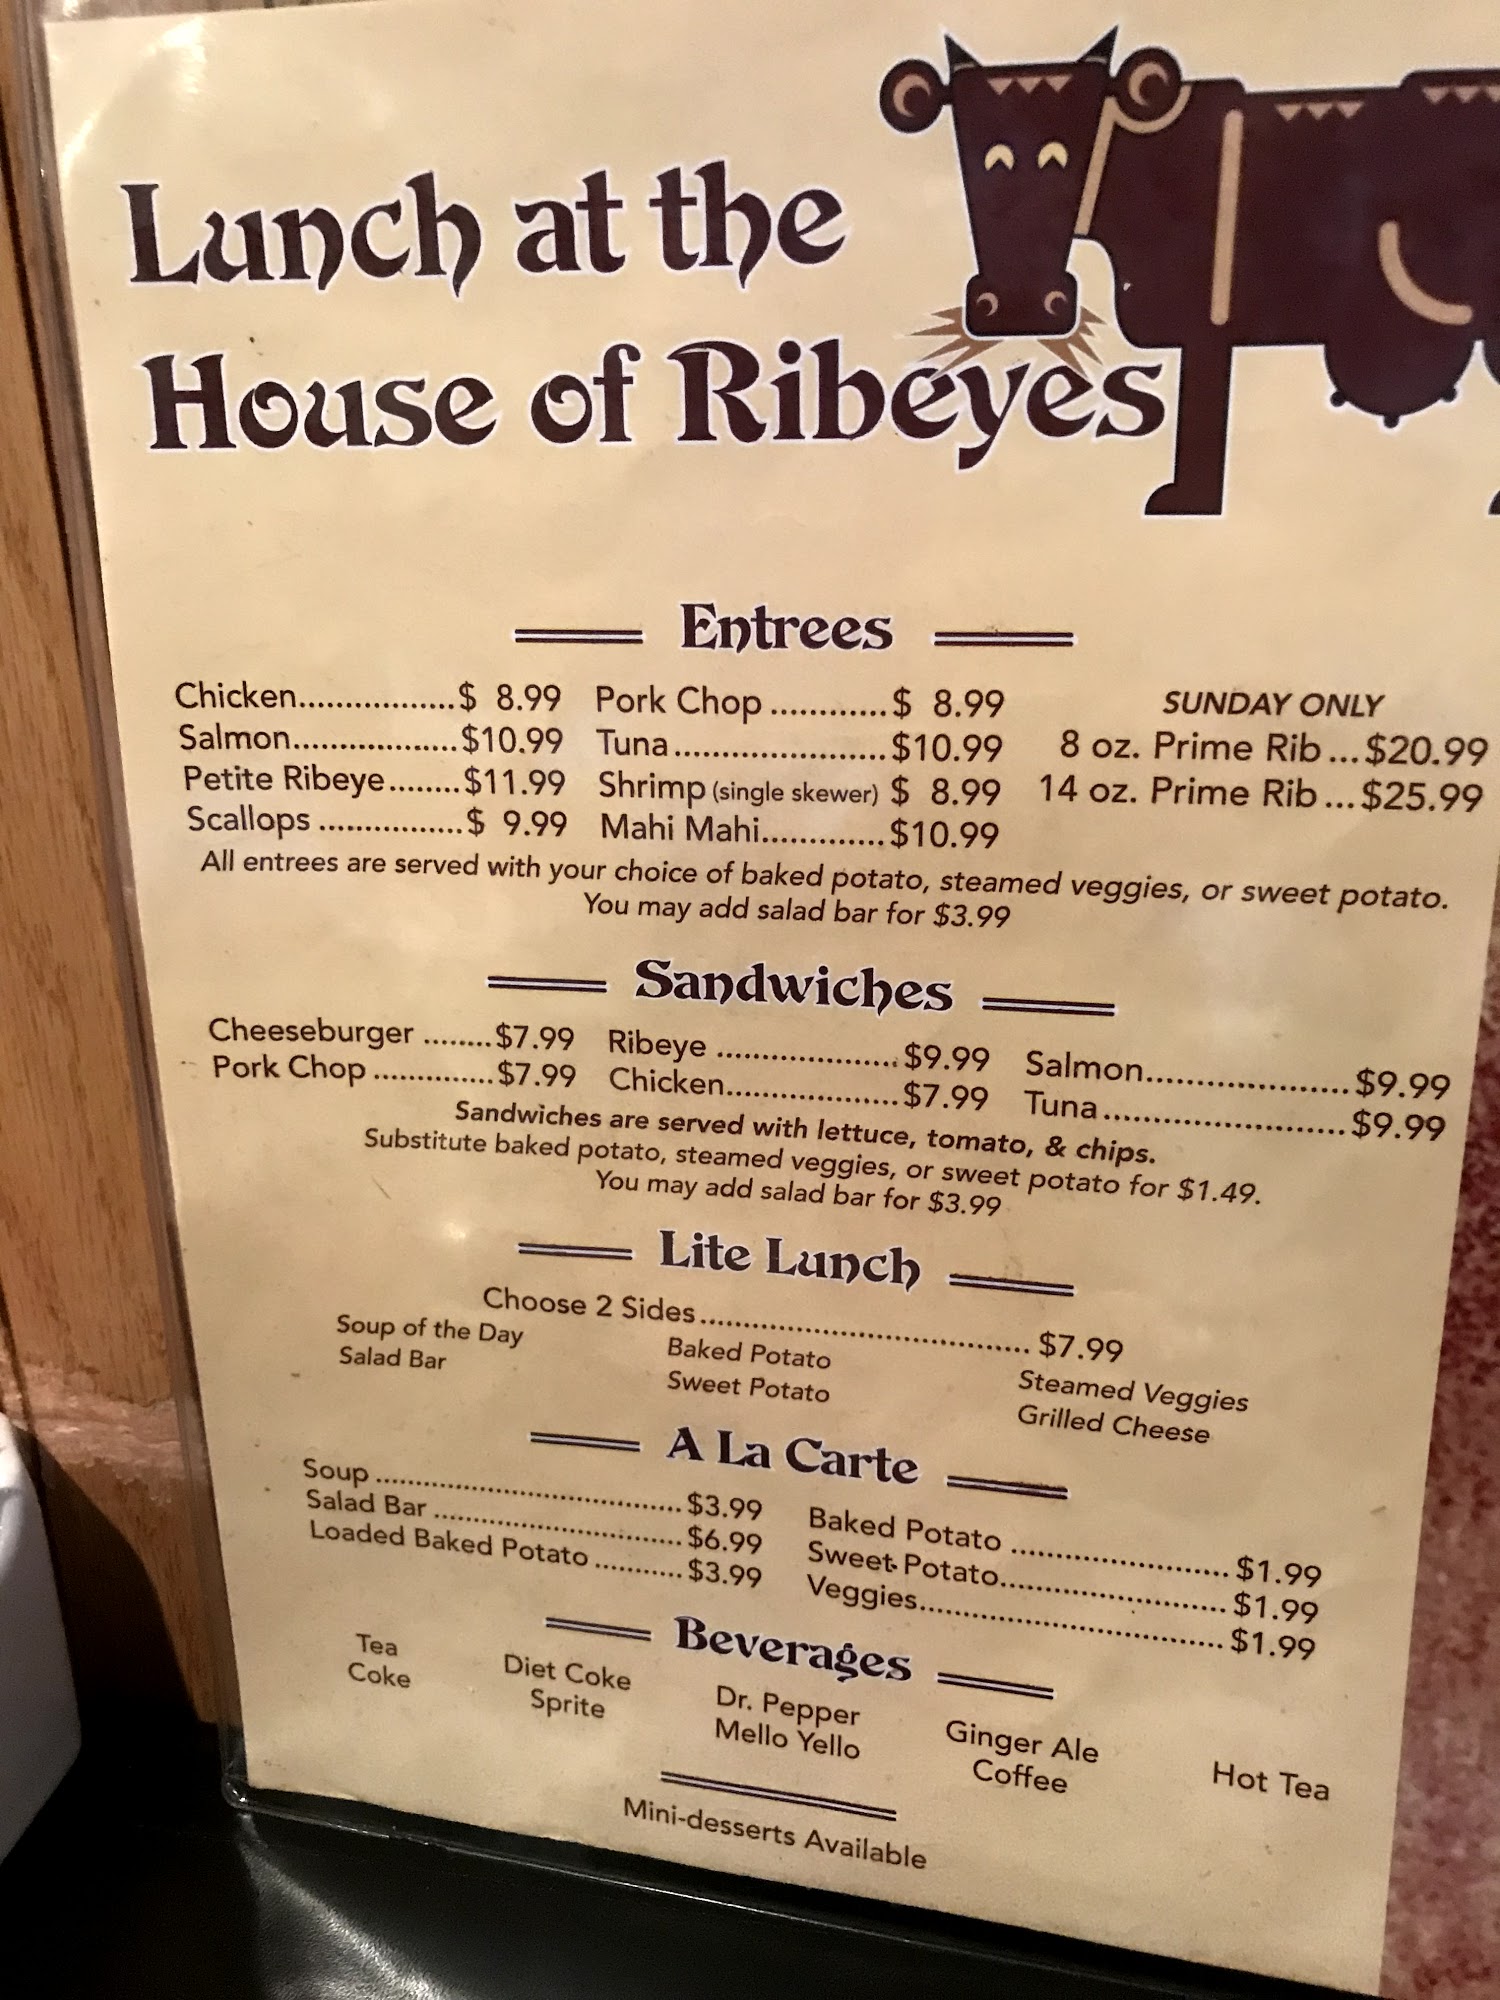 Lunch at the
House of Ribeyes
Entrees
Chicken.................$ 8.99 Pork Chop ............$ 8.99 SUNDAY ONLY
Salmon..................$10.99 Tuna.......................$10.99 8 oz. Prime Rib ...$20.99
Petite Ribeye........$11.99 Shrimp (single skewer) $ 8.99 14 oz. Prime Rib ...$25.99
Scallops ................$ 9.99 Mahi Mahi.............$10.99
All entrees are served with your choice of baked potato, steamed veggies, or sweet potato.
You may add salad bar for $3.99
Sandwiches
Cheeseburger ........$7.99 Ribeye ....................$9.99 Salmon......................$9.99
Pork Chop ..............$7.99 Chicken...................$7.99 Tuna..........................$9.99
Sandwiches are served with lettuce, tomato, & chips.
Substitute baked potato, steamed veggies, or sweet potato for $1.49.
You may add salad bar for $3.99
Lite Lunch
Choose 2 Sides....................................... $7.99
Soup of the Day Baked Potato Steamed Veggies
Salad Bar Sweet Potato Grilled Cheese
A La Carte
Soup ....................................$3.99 Baked Potato .........................$1.99
Salad Bar .............................$6.99 Sweet Potato..........................$1.99
Loaded Baked Potato ...........$3.99 Veggies...................................$1.99
Beverages
Tea Diet Coke Dr. Pepper Ginger Ale Hot Tea
Coke Sprite Mello Yello Coffee
Mini-desserts Available